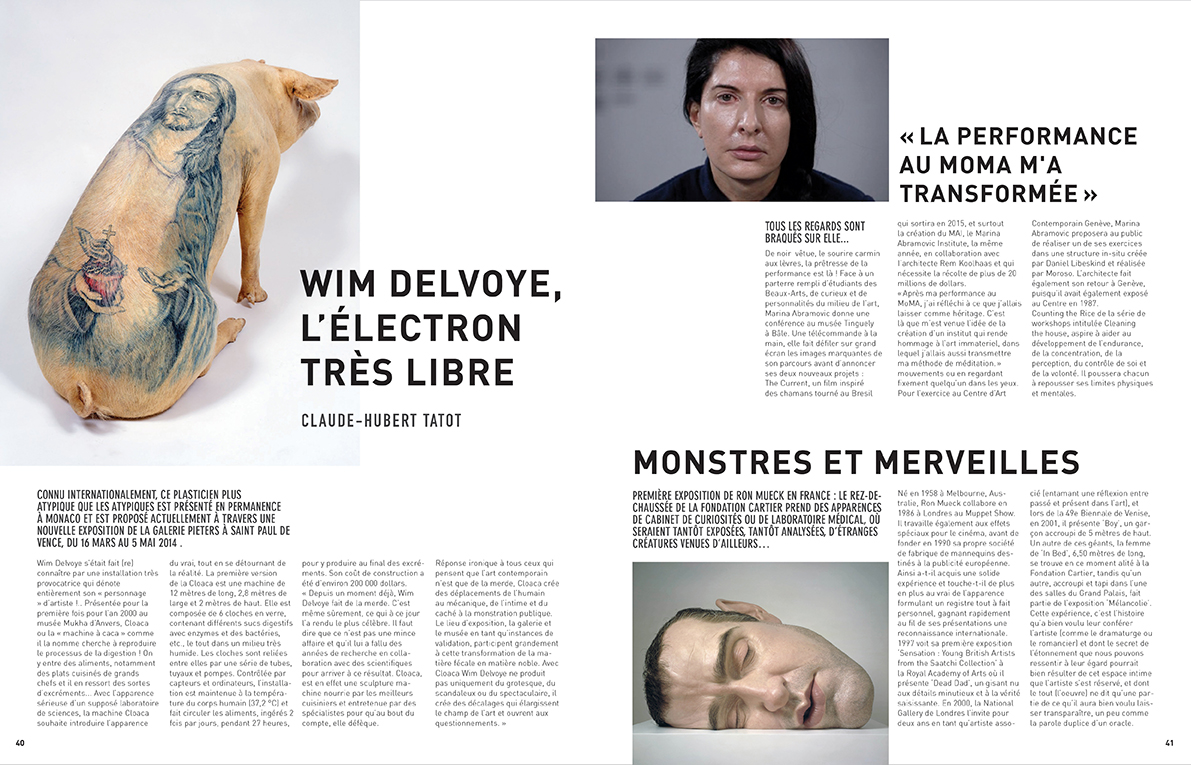 WIM DELVOYE,
L'ÉLECTRON
TRÈS LIBRE
CLAUDE-HUBERT TATOT
CONNU INTERNATIONALEMENT, CE PLASTICIEN PLUS
ATYPIQUE QUE LES ATYPIQUES EST PRÉSENTÉ EN PERMANENCE
À MONACO ET EST PROPOSÉ ACTUELLEMENT À TRAVERS UNE
NOUVELLE EXPOSITION DE LA GALERIE PIETERS À SAINT PAUL DE
VENCE, DU 16 MARS AU 5 MAI 2014 .
Wim Delvoye s'était fait (re)
connaître par une installation très
provocatrice qui dénote
entièrement son « personnage
» d'artiste ! . Présentée pour la
première fois pour l'an 2000 au
musée Mukha d'Anvers, Cloaca
ou la « machine à caca » comme
il la nomme cherche à reproduire
le processus de la digestion ! On
y entre des aliments, notamment
des plats cuisinés de grands
chefs et il en ressort des sortes
d'excréments... Avec l'apparence
sérieuse d'un supposé laboratoire
de sciences, la machine Cloaca
souhaite introduire l'apparence
du vrai, tout en se détournant de
la réalité. La première version
de la Cloaca est une machine de
12 mètres de long, 2,8 mètres de
large et 2 mètres de haut. Elle est
composée de 6 cloches en verre,
contenant différents sucs digestifs
avec enzymes et des bactéries,
etc., le tout dans un milieu très
humide. Les cloches sont reliées
entre elles par une série de tubes,
tuyaux et pompes. Contrôlée par
capteurs et ordinateurs, l'installa-
tion est maintenue à la tempéra-
ture du corps humain (37,2 °C) et
fait circuler les aliments, ingérés 2
fois par jours, pendant 27 heures,
pour y produire au final des excré-
ments. Son coût de construction a
été d'environ 200 000 dollars.
« Depuis un moment déjà, Wim
Delvoye fait de la merde. C'est
même sûrement, ce qui à ce jour
l'a rendu le plus célèbre. Il faut
dire que ce n'est pas une mince
affaire et qu'il lui a fallu des
années de recherche en colla-
boration avec des scientifiques
pour arriver à ce résultat. Cloaca,
est en effet une sculpture ma-
chine nourrie par les meilleurs
cuisiniers et entretenue par des
spécialistes pour qu'au bout du
compte, elle défèque.
Réponse ironique à tous ceux qui
pensent que l'art contemporain
n'est que de la merde, Cloaca crée
des déplacements de l'humain
au mécanique, de l'intime et du
caché à la monstration publique.
Le lieu d'exposition, la galerie et
le musée en tant qu'instances de
validation, participent grandement
à cette transformation de la ma-
tière fécale en matière noble. Avec
Cloaca Wim Delvoye ne produit
pas uniquement du grotesque, du
scandaleux ou du spectaculaire, il
crée des décalages qui élargissent
le champ de l'art et ouvrent aux
questionnements. »
40
« LA PERFORMANCE
AU MOMA M'A
TRANSFORMÉE »
TOUS LES REGARDS SONT
BRAQUÉS SUR ELLE...
De noir vêtue, le sourire carmin
aux lèvres, la prêtresse de la
performance est là ! Face à un
parterre rempli d'étudiants des
Beaux-Arts, de curieux et de
personnalités du milieu de l'art,
Marina Abramovic donne une
conférence au musée Tinguely
à Bâle. Une télécommande à la
main, elle fait défiler sur grand
écran les images marquantes de
son parcours avant d'annoncer
ses deux nouveaux projets :
The Current, un film inspiré
des chamans tourné au Bresil
qui sortira en 2015, et surtout
la création du MAI, le Marina
Abramovic Institute, la même
année, en collaboration avec
l'architecte Rem Koolhaas et qui
nécessite la récolte de plus de 20
millions de dollars.
« Après ma performance au
MoMA, j'ai réfléchi à ce que j'allais
laisser comme héritage. C'est
là que m'est venue l'idée de la
création d'un institut qui rende
hommage à l'art immateriel, dans
lequel j'allais aussi transmettre
ma méthode de méditation. »
mouvements ou en regardant
fixement quelqu'un dans les yeux.
Pour l'exercice au Centre d'Art
Contemporain Genève, Marina
Abramovic proposera au public
de réaliser un de ses exercices
dans une structure in-situ créée
par Daniel Libeskind et réalisée
par Moroso. L'architecte fait
également son retour à Genève,
puisqu'il avait également exposé
au Centre en 1987.
Counting the Rice de la série de
workshops intitulée Cleaning
the house, aspire à aider au
développement de l'endurance,
de la concentration, de la
perception, du contrôle de soi et
de la volonté. Il poussera chacun
à repousser ses limites physiques
et mentales.
MONSTRES ET MERVEILLES
PREMIÈRE EXPOSITION DE RON MUECK EN FRANCE : LE REZ-DE-
CHAUSSÉE DE LA FONDATION CARTIER PREND DES APPARENCES
DE CABINET DE CURIOSITÉS OU DE LABORATOIRE MÉDICAL, OÙ
SERAIENT TANTÔT EXPOSÉES, TANTÔT ANALYSÉES, D'ÉTRANGES
CRÉATURES VENUES D'AILLEURS...
Né en 1958 à Melbourne, Aus-
tralie, Ron Mueck collabore en
1986 à Londres au Muppet Show.
Il travaille également aux effets
spéciaux pour le cinéma, avant de
fonder en 1990 sa propre société
de fabrique de mannequins desti-
nés à la publicité européenne.
Ainsi a-t-il acquis une solide
expérience et touche-t-il de plus
en plus au vrai de l'apparence
formulant un registre tout à fait
personnel, gagnant rapidement
au fil de ses présentations une
reconnaissance internationale.
1997 voit sa première exposition
'Sensation : Young British Artists
from the Saatchi Collection' à
la Royal Academy of Arts où il
présente 'Dead Dad', un gisant nu
aux détails minutieux et à la vérité
saisissante. En 2000, la National
Gallery de Londres l'invite pour
deux ans en tant qu'artiste asso-
cié (entamant une réflexion entre
passé et présent dans l'art), et
lors de la 49e Biennale de Venise,
en 2001, il présente 'Boy', un gar-
çon accroupi de 5 mètres de haut.
Un autre de ces géants, la femme
de 'In Bed', 6,50 mètres de long,
se trouve en ce moment alité à la
Fondation Cartier, tandis qu'un
autre, accroupi et tapi dans l'une
des salles du Grand Palais, fait
partie de l'exposition 'Mélancolie'.
Cette expérience, c'est l'histoire
qu'a bien voulu leur conférer
l'artiste (comme le dramaturge ou
le romancier) et dont le secret de
l'étonnement que nous pouvons
ressentir à leur égard pourrait
bien résulter de cet espace intime
que l'artiste s'est réservé, et dont
le tout (l'oeuvre) ne dit qu'une par-
tie de ce qu'il aura bien voulu lais-
ser transparaître, un peu comme
la parole duplice d'un oracle.
41